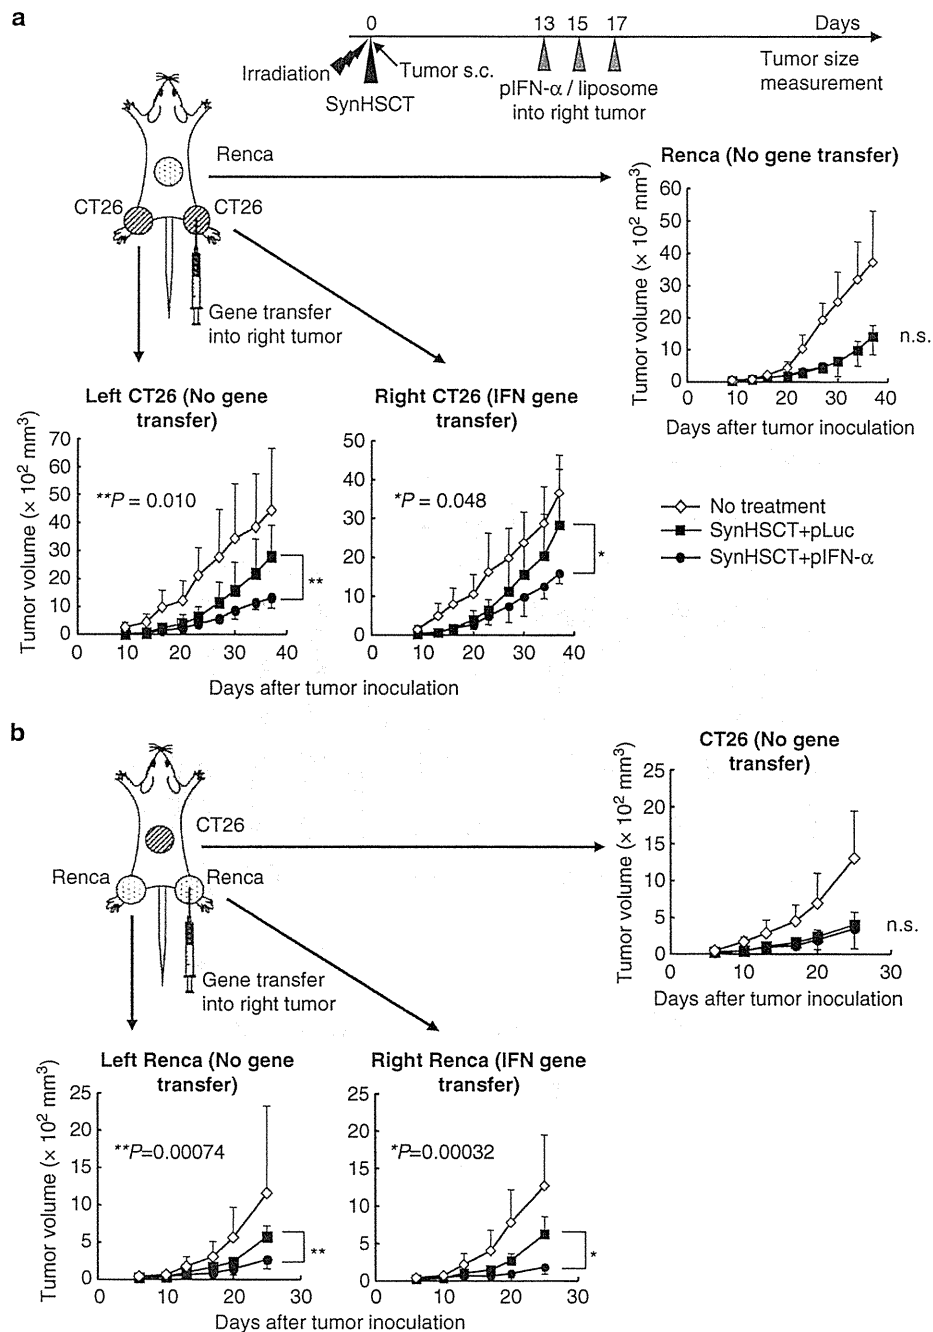 a
0 13 15 17 Days
Irradiation
Tumor s.c.
SynHSCT
pIFN-α / liposome
into right tumor
Tumor size
measurement
Renca
CT26
CT26
Gene transfer
into right tumor
Renca (No gene transfer)
Tumor volume (× 10² mm³)
60
50
40
30
20
10
0
0 10 20 30 40
Days after tumor inoculation
n.s.
Left CT26 (No gene
transfer)
Tumor volume (× 10² mm³)
70
60
50
40
30
20
10
0
**P = 0.010
**
0 10 20 30 40
Right CT26 (IFN gene
transfer)
50
40
30
20
10
0
*P = 0.048
*
0 10 20 30 40
Days after tumor inoculation
No treatment
SynHSCT+pLuc
SynHSCT+pIFN-α
b
CT26
Renca
Renca
Gene transfer
into right tumor
CT26 (No gene
transfer)
Tumor volume (× 10² mm³)
25
20
15
10
5
0
0 10 20 30
Days after tumor inoculation
n.s.
Left Renca (No gene
transfer)
Tumor volume (× 10² mm³)
25
20
15
10
5
0
**P=0.00074
**
0 10 20 30
Right Renca (IFN gene
transfer)
25
20
15
10
5
0
*P=0.00032
*
0 10 20 30
Days after tumor inoculation